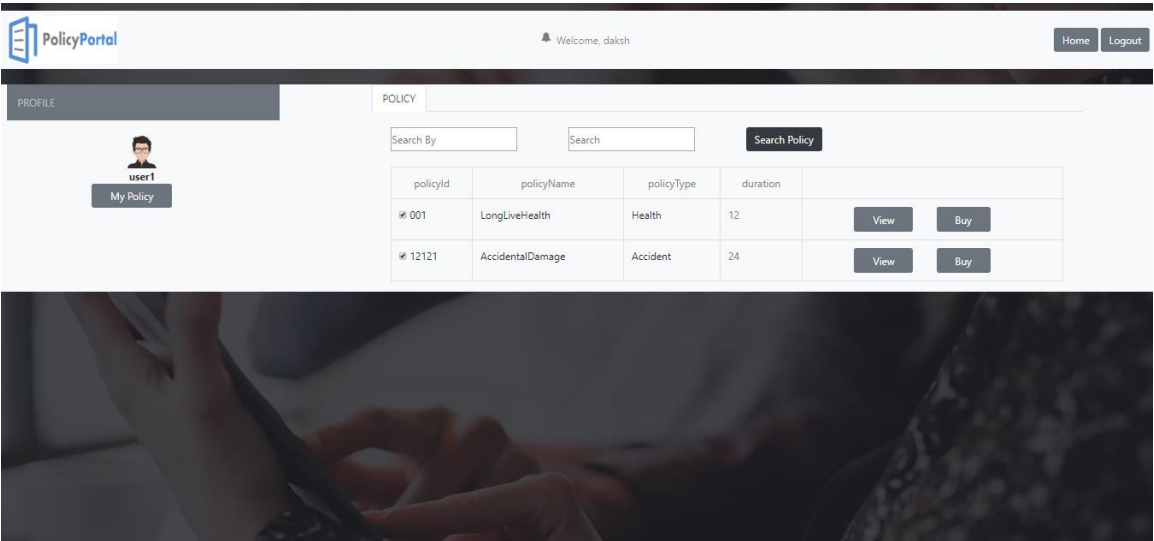 PolicyPortal
Welcome, daksh
Home Logout
PROFILE
user1
My Policy
POLICY
Search By Search Search Policy
policyId policyName policyType duration
001 LongLiveHealth Health 12 View Buy
12121 AccidentalDamage Accident 24 View Buy